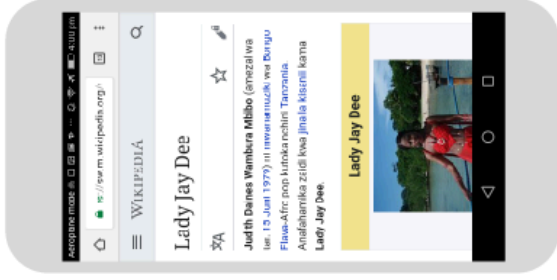 Aeroplane mode 4:00 pm
//sw.m.wikipedia.org/
WIKIPEDIA
Lady Jay Dee
Judith Danes Wambura Mbibo (amezaliwa
tar. 15 Juni 1979) ni mwanamuziki wa Bongo
Flava-Afro pop kutoka nchini Tanzania.
Anafahamika zaidi kwa jina la kisanii kama
Lady Jay Dee.
Lady Jay Dee